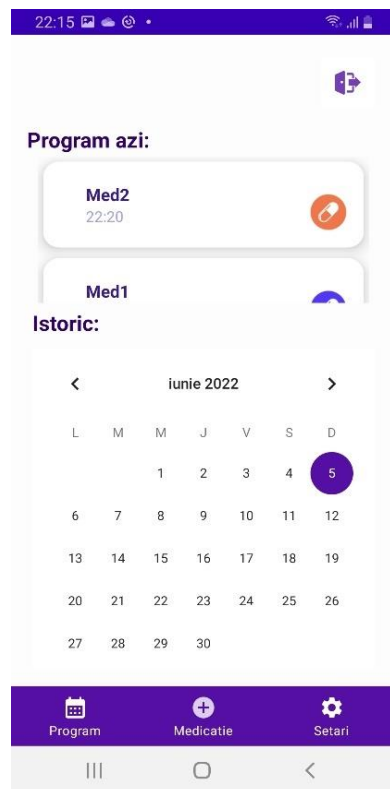 22:15
Program azi:
Med2
22:20
Med1
Istoric:
iunie 2022
L M M J V S D
1 2 3 4 5
6 7 8 9 10 11 12
13 14 15 16 17 18 19
20 21 22 23 24 25 26
27 28 29 30
Program Medicatie Setari